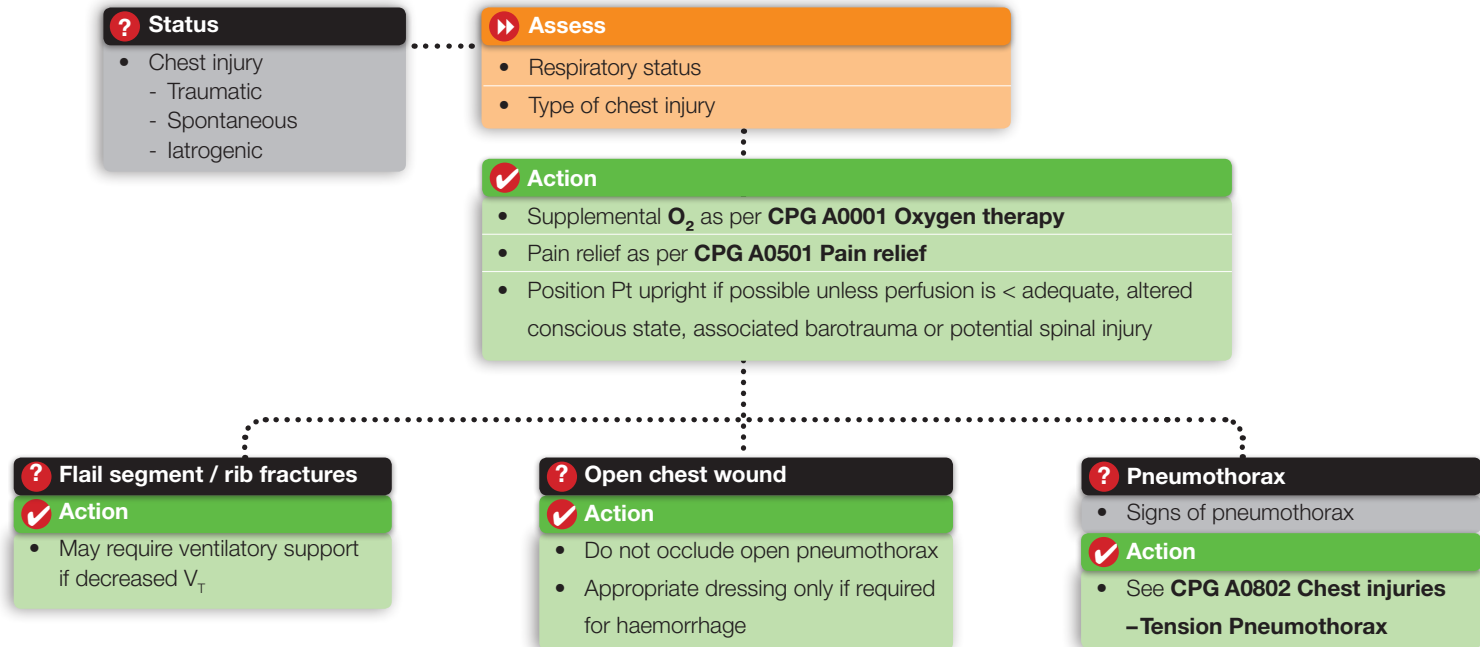 ? Status
• Chest injury
- Traumatic
- Spontaneous
- Iatrogenic
Assess
• Respiratory status
• Type of chest injury
Action
• Supplemental O₂ as per CPG A0001 Oxygen therapy
• Pain relief as per CPG A0501 Pain relief
• Position Pt upright if possible unless perfusion is < adequate, altered
conscious state, associated barotrauma or potential spinal injury
? Flail segment / rib fractures
Action
• May require ventilatory support
if decreased V_T
? Open chest wound
Action
• Do not occlude open pneumothorax
• Appropriate dressing only if required
for haemorrhage
? Pneumothorax
• Signs of pneumothorax
Action
• See CPG A0802 Chest injuries
–Tension Pneumothorax